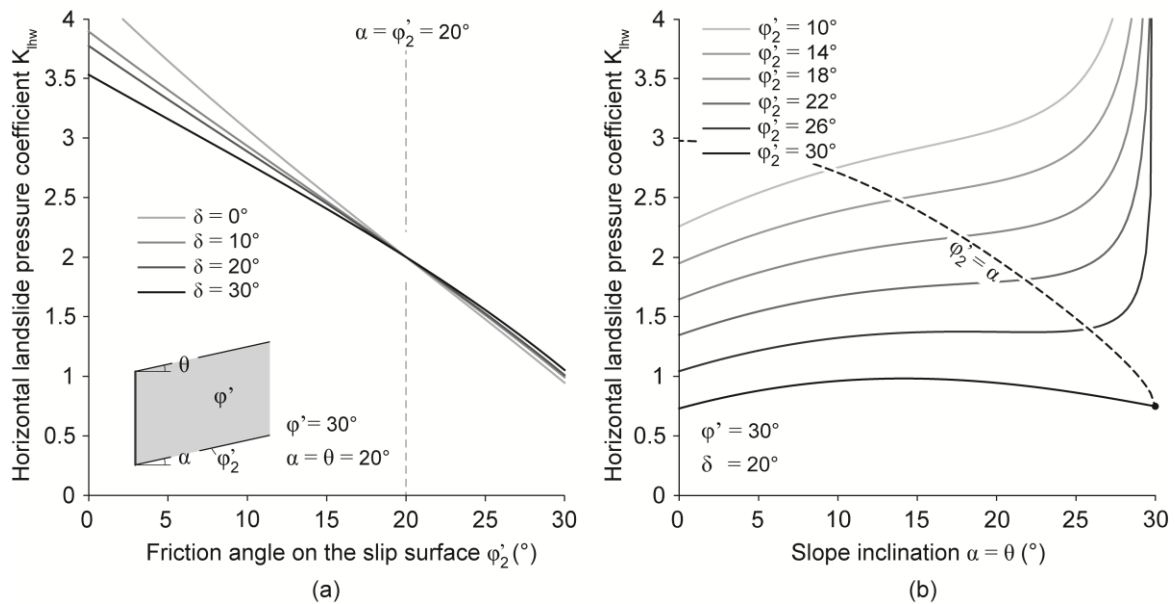 Horizontal landslide pressure coefficient K_lhw
4
3.5
3
2.5
2
1.5
1
0.5
0
α = φ'₂ = 20°
δ = 0°
δ = 10°
δ = 20°
δ = 30°
θ
φ'
α
φ'₂
φ' = 30°
α = θ = 20°
0 5 10 15 20 25 30
Friction angle on the slip surface φ'₂ (°)
(a)
Horizontal landslide pressure coefficient K_lhw
4
3.5
3
2.5
2
1.5
1
0.5
0
φ'₂ = 10°
φ'₂ = 14°
φ'₂ = 18°
φ'₂ = 22°
φ'₂ = 26°
φ'₂ = 30°
φ'₂ = α
φ' = 30°
δ = 20°
0 5 10 15 20 25 30
Slope inclination α = θ (°)
(b)